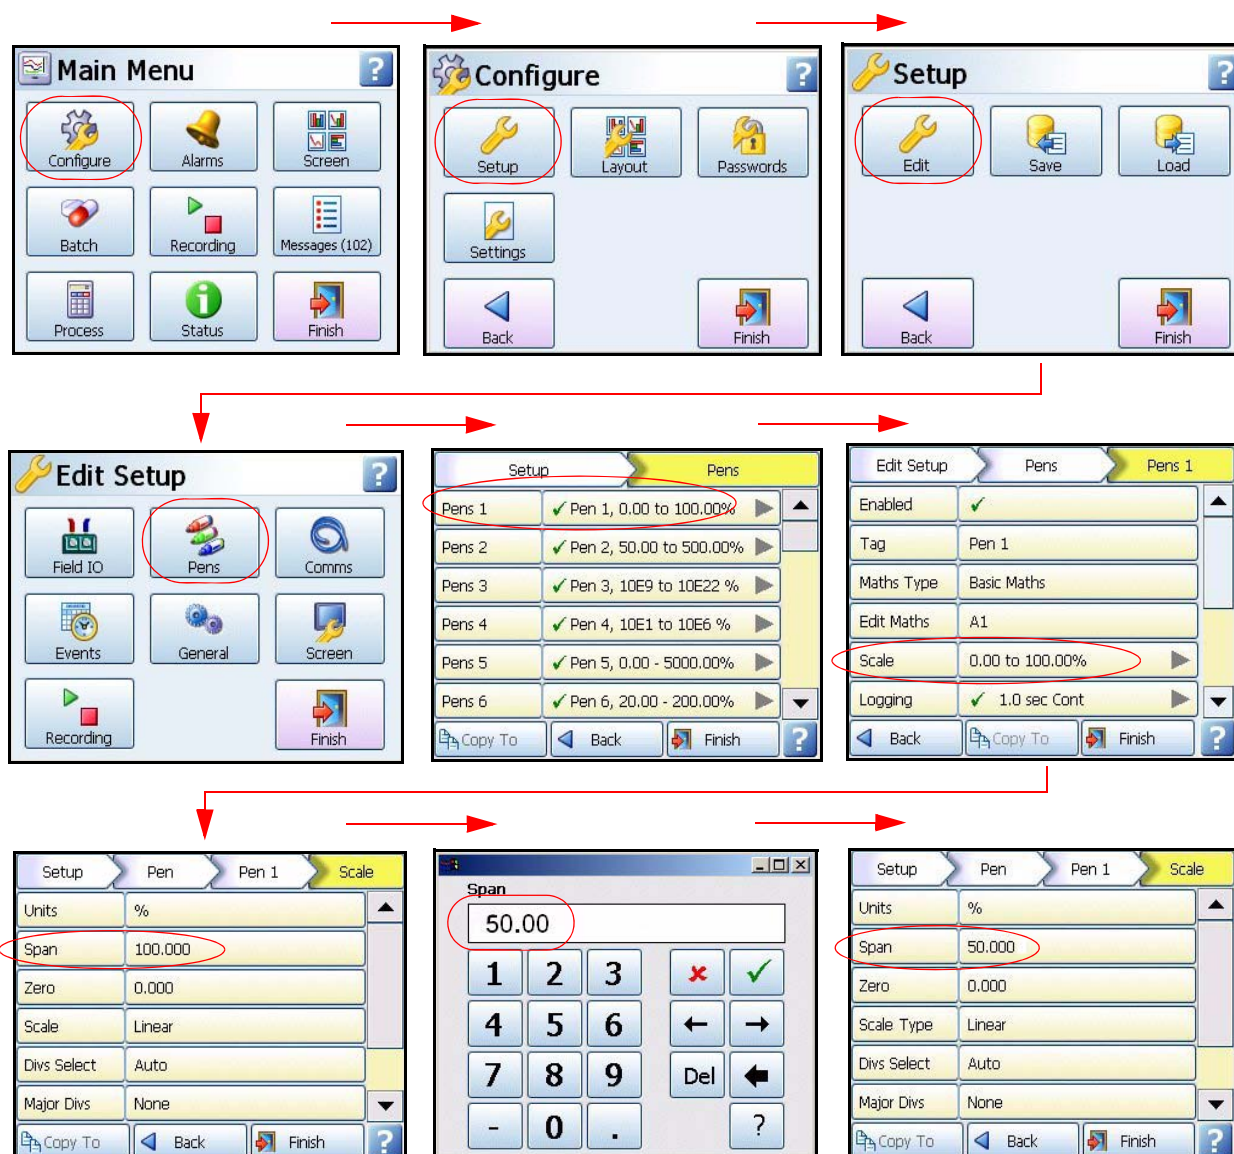 Main Menu ?
Configure Alarms Screen
Batch Recording Messages (102)
Process Status Finish
Configure ?
Setup Layout Passwords
Settings
Back Finish
Setup ?
Edit Save Load
Back Finish
Edit Setup ?
Field IO Pens Comms
Events General Screen
Recording Finish
Setup Pens
Pens 1 ✓ Pen 1, 0.00 to 100.00%
Pens 2 ✓ Pen 2, 50.00 to 500.00%
Pens 3 ✓ Pen 3, 10E9 to 10E22 %
Pens 4 ✓ Pen 4, 10E1 to 10E6 %
Pens 5 ✓ Pen 5, 0.00 - 5000.00%
Pens 6 ✓ Pen 6, 20.00 - 200.00%
Copy To Back Finish ?
Edit Setup Pens Pens 1
Enabled ✓
Tag Pen 1
Maths Type Basic Maths
Edit Maths A1
Scale 0.00 to 100.00%
Logging ✓ 1.0 sec Cont
Back Copy To Finish ?
Setup Pen Pen 1 Scale
Units %
Span 100.000
Zero 0.000
Scale Linear
Divs Select Auto
Major Divs None
Copy To Back Finish ?
Span
50.00
1 2 3
4 5 6
7 8 9 Del
- 0 . ?
Setup Pen Pen 1 Scale
Units %
Span 50.000
Zero 0.000
Scale Type Linear
Divs Select Auto
Major Divs None
Copy To Back Finish ?